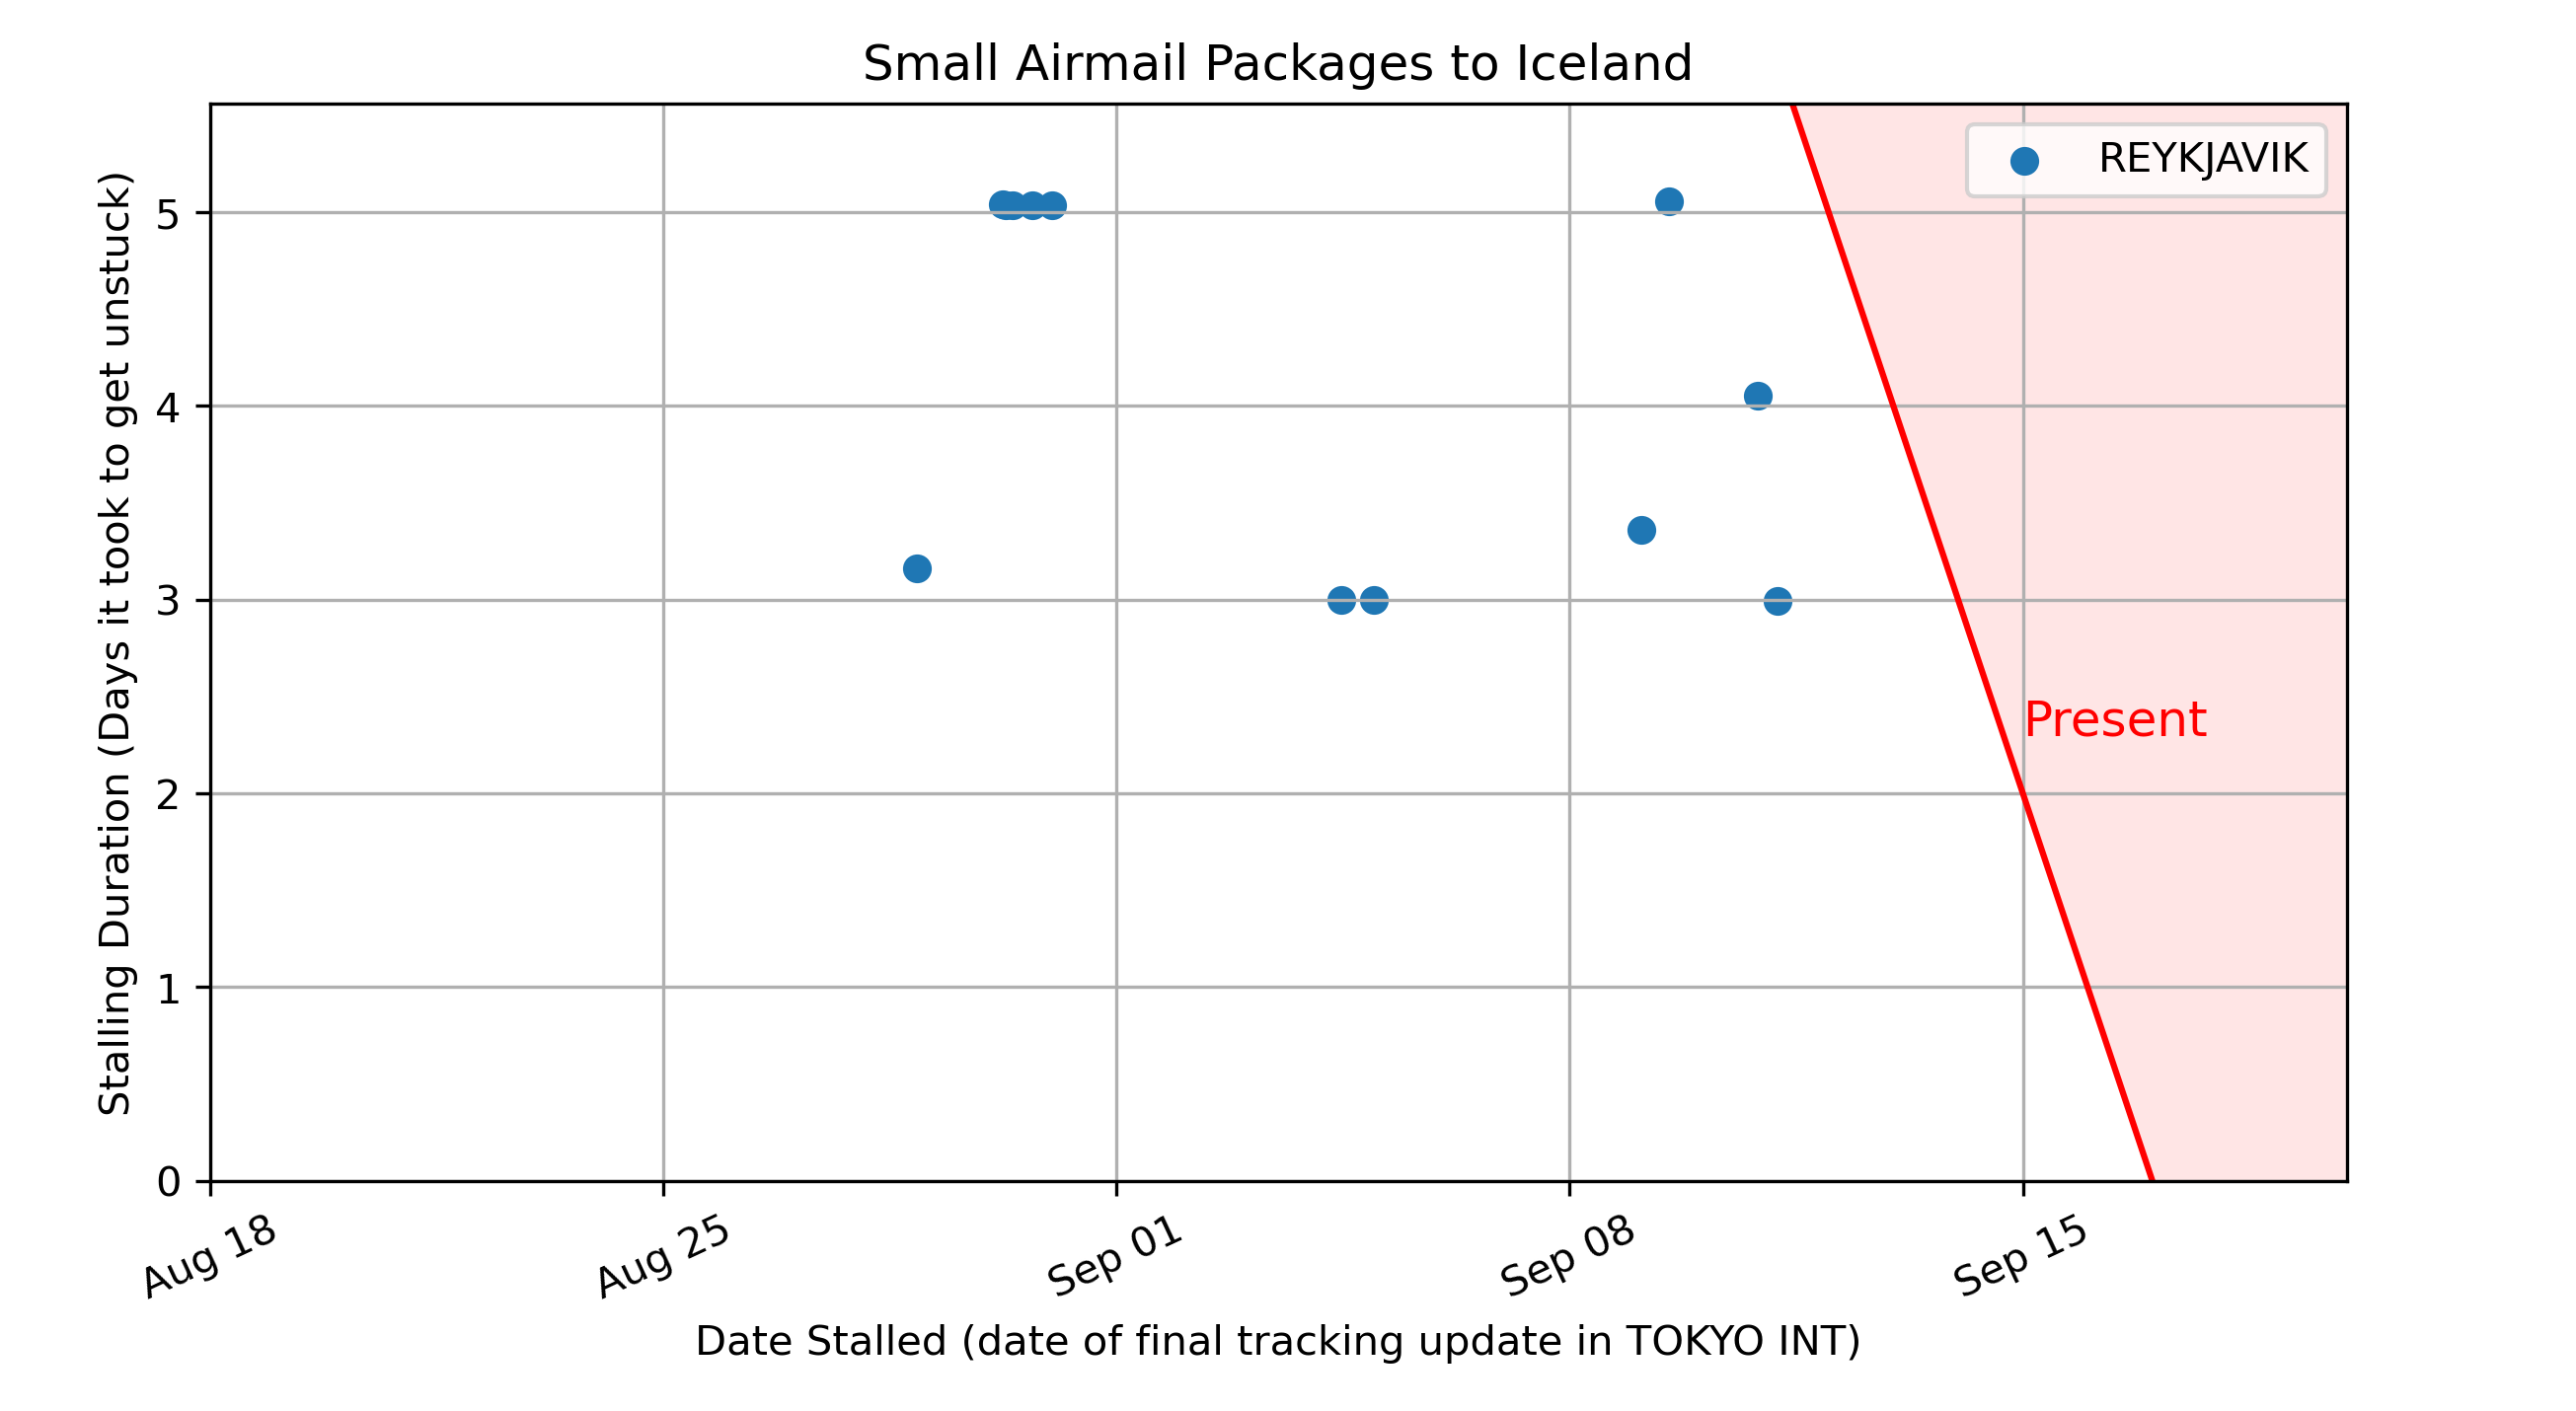 Small Airmail Packages to Iceland
REYKJAVIK
Stalling Duration (Days it took to get unstuck)
5
4
3
2
1
0
Present
Aug 18
Aug 25
Sep 01
Sep 08
Sep 15
Date Stalled (date of final tracking update in TOKYO INT)